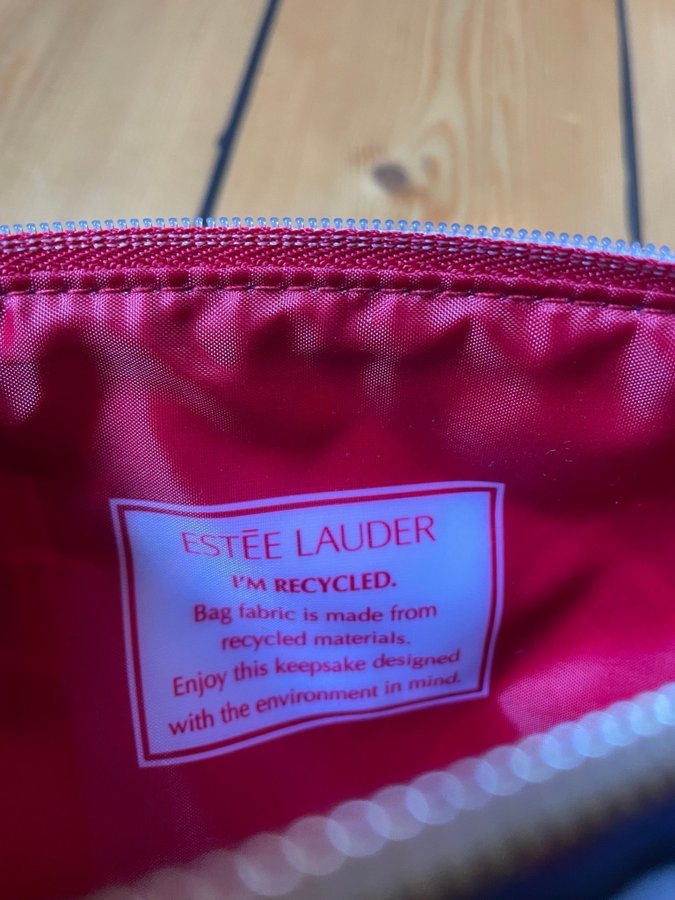 ESTĒE LAUDER
I'M RECYCLED.
Bag fabric is made from
recycled materials.
Enjoy this keepsake designed
with the environment in mind.